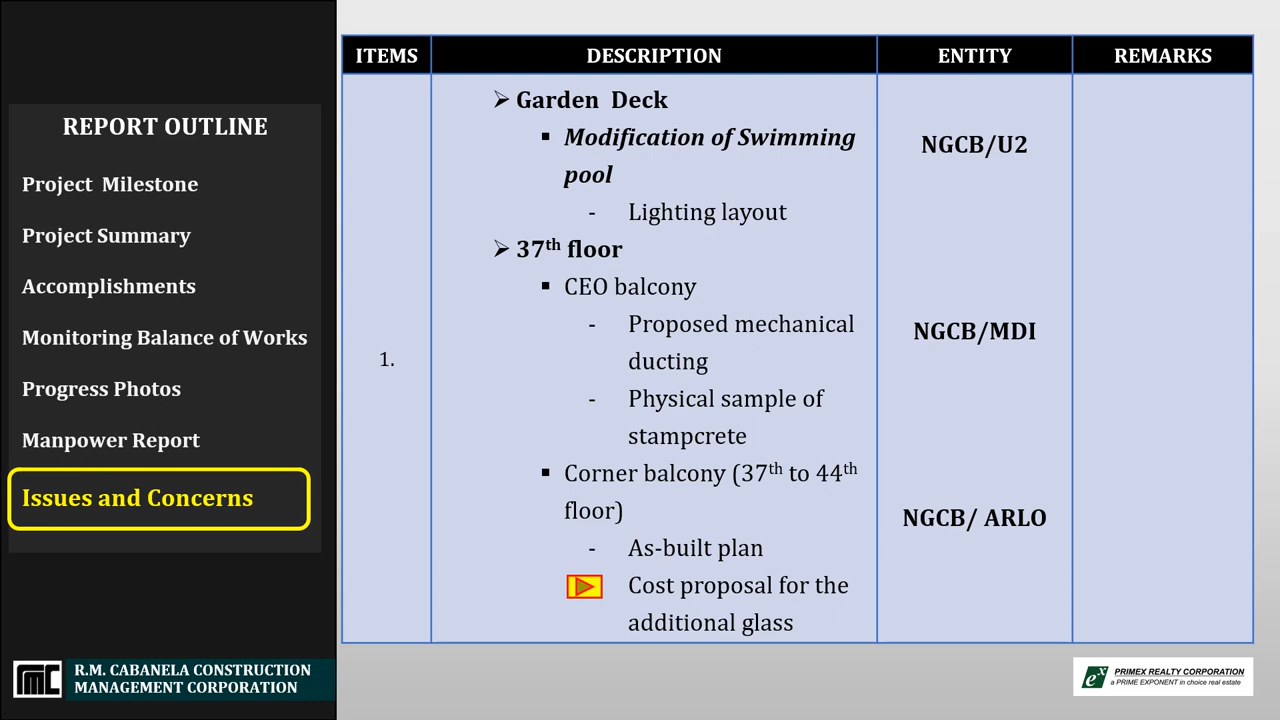 REPORT OUTLINE
Project Milestone
Project Summary
Accomplishments
Monitoring Balance of Works
Progress Photos
Manpower Report
Issues and Concerns
R.M. CABANELA CONSTRUCTION
MANAGEMENT CORPORATION
ITEMS DESCRIPTION ENTITY REMARKS
1.
➢ Garden Deck
▪ Modification of Swimming
pool
- Lighting layout
➢ 37th floor
▪ CEO balcony
- Proposed mechanical
ducting
- Physical sample of
stampcrete
▪ Corner balcony (37th to 44th
floor)
- As-built plan
Cost proposal for the
additional glass
NGCB/U2
NGCB/MDI
NGCB/ ARLO
ex PRIMEX REALTY CORPORATION
a PRIME EXPONENT in choice real estate